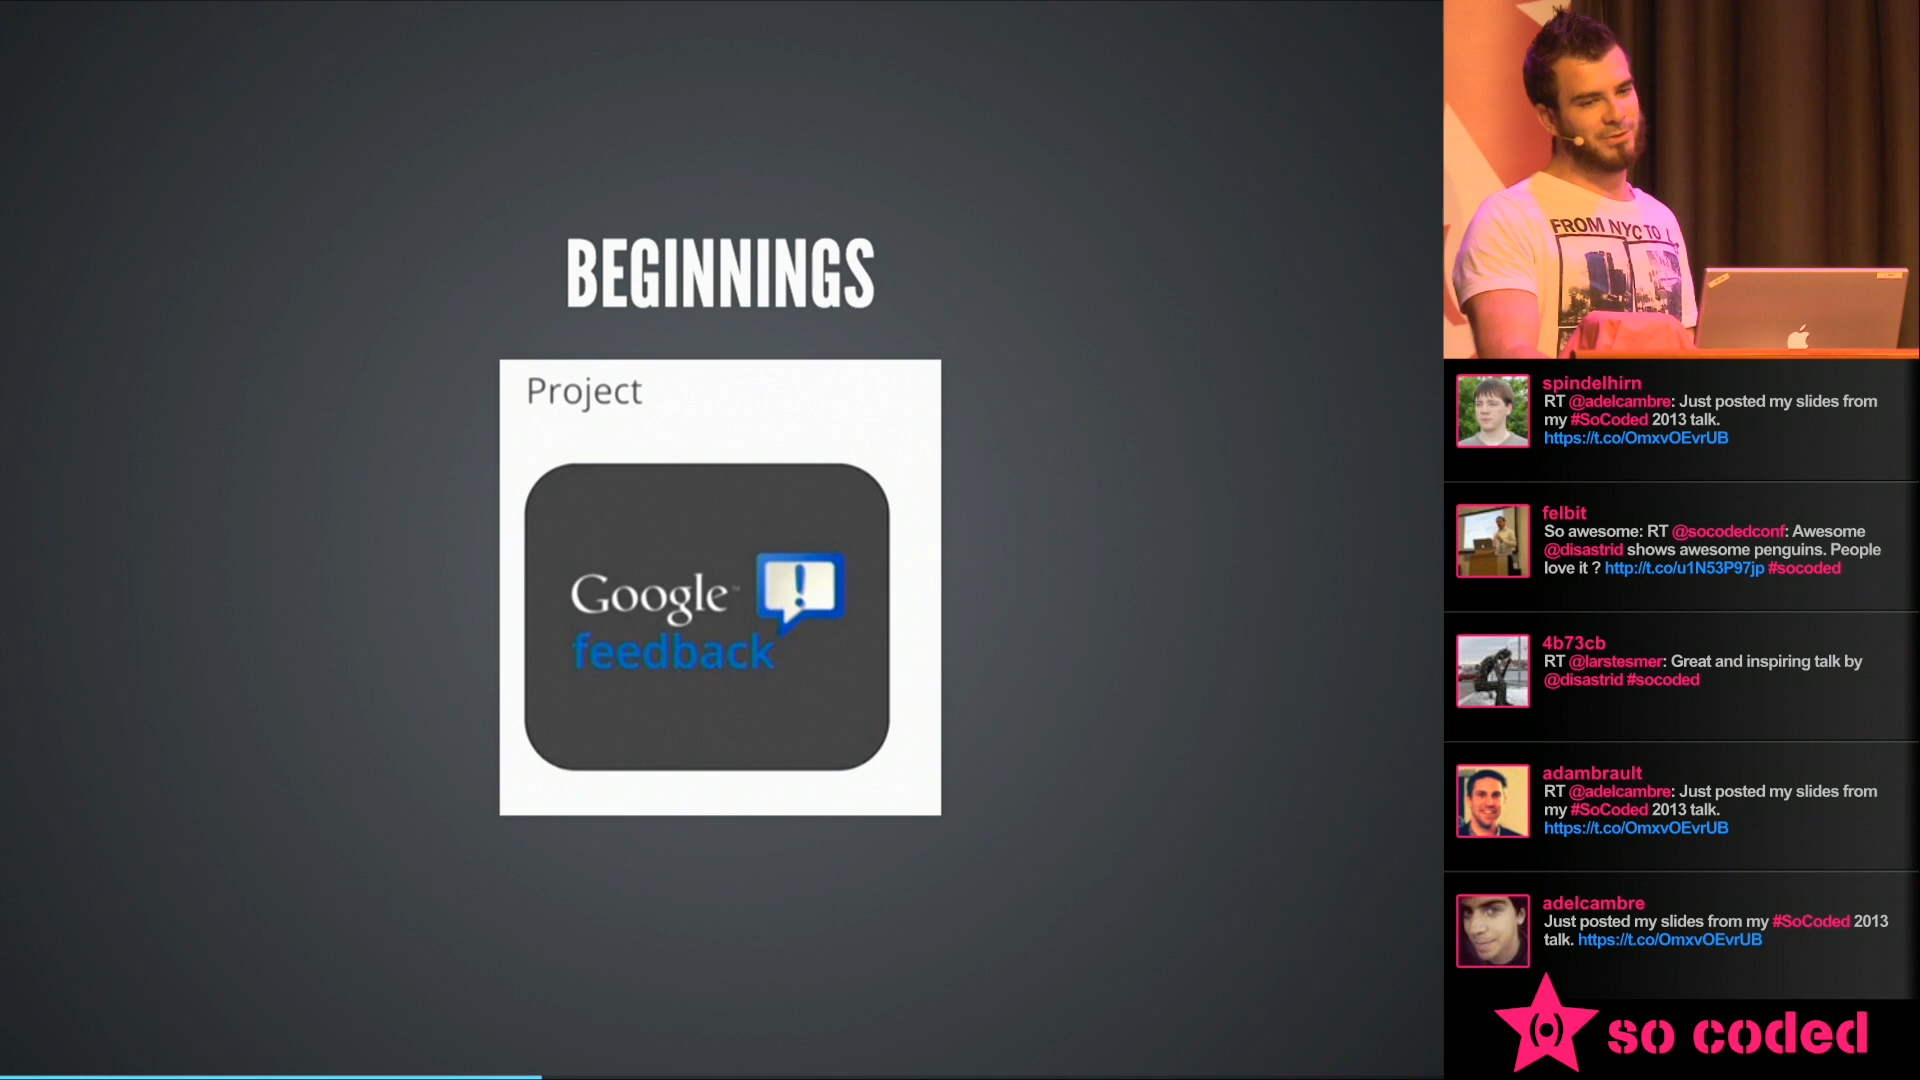 BEGINNINGS
Project
Google™
feedback
FROM NYC TO L
spindelhirn
RT @adelcambre: Just posted my slides from
my #SoCoded 2013 talk.
https://t.co/OmxvOEvrUB
felbit
So awesome: RT @socodedconf: Awesome
@disastrid shows awesome penguins. People
love it ? http://t.co/u1N53P97jp #socoded
4b73cb
RT @larstesmer: Great and inspiring talk by
@disastrid #socoded
adambrault
RT @adelcambre: Just posted my slides from
my #SoCoded 2013 talk.
https://t.co/OmxvOEvrUB
adelcambre
Just posted my slides from my #SoCoded 2013
talk. https://t.co/OmxvOEvrUB
so coded